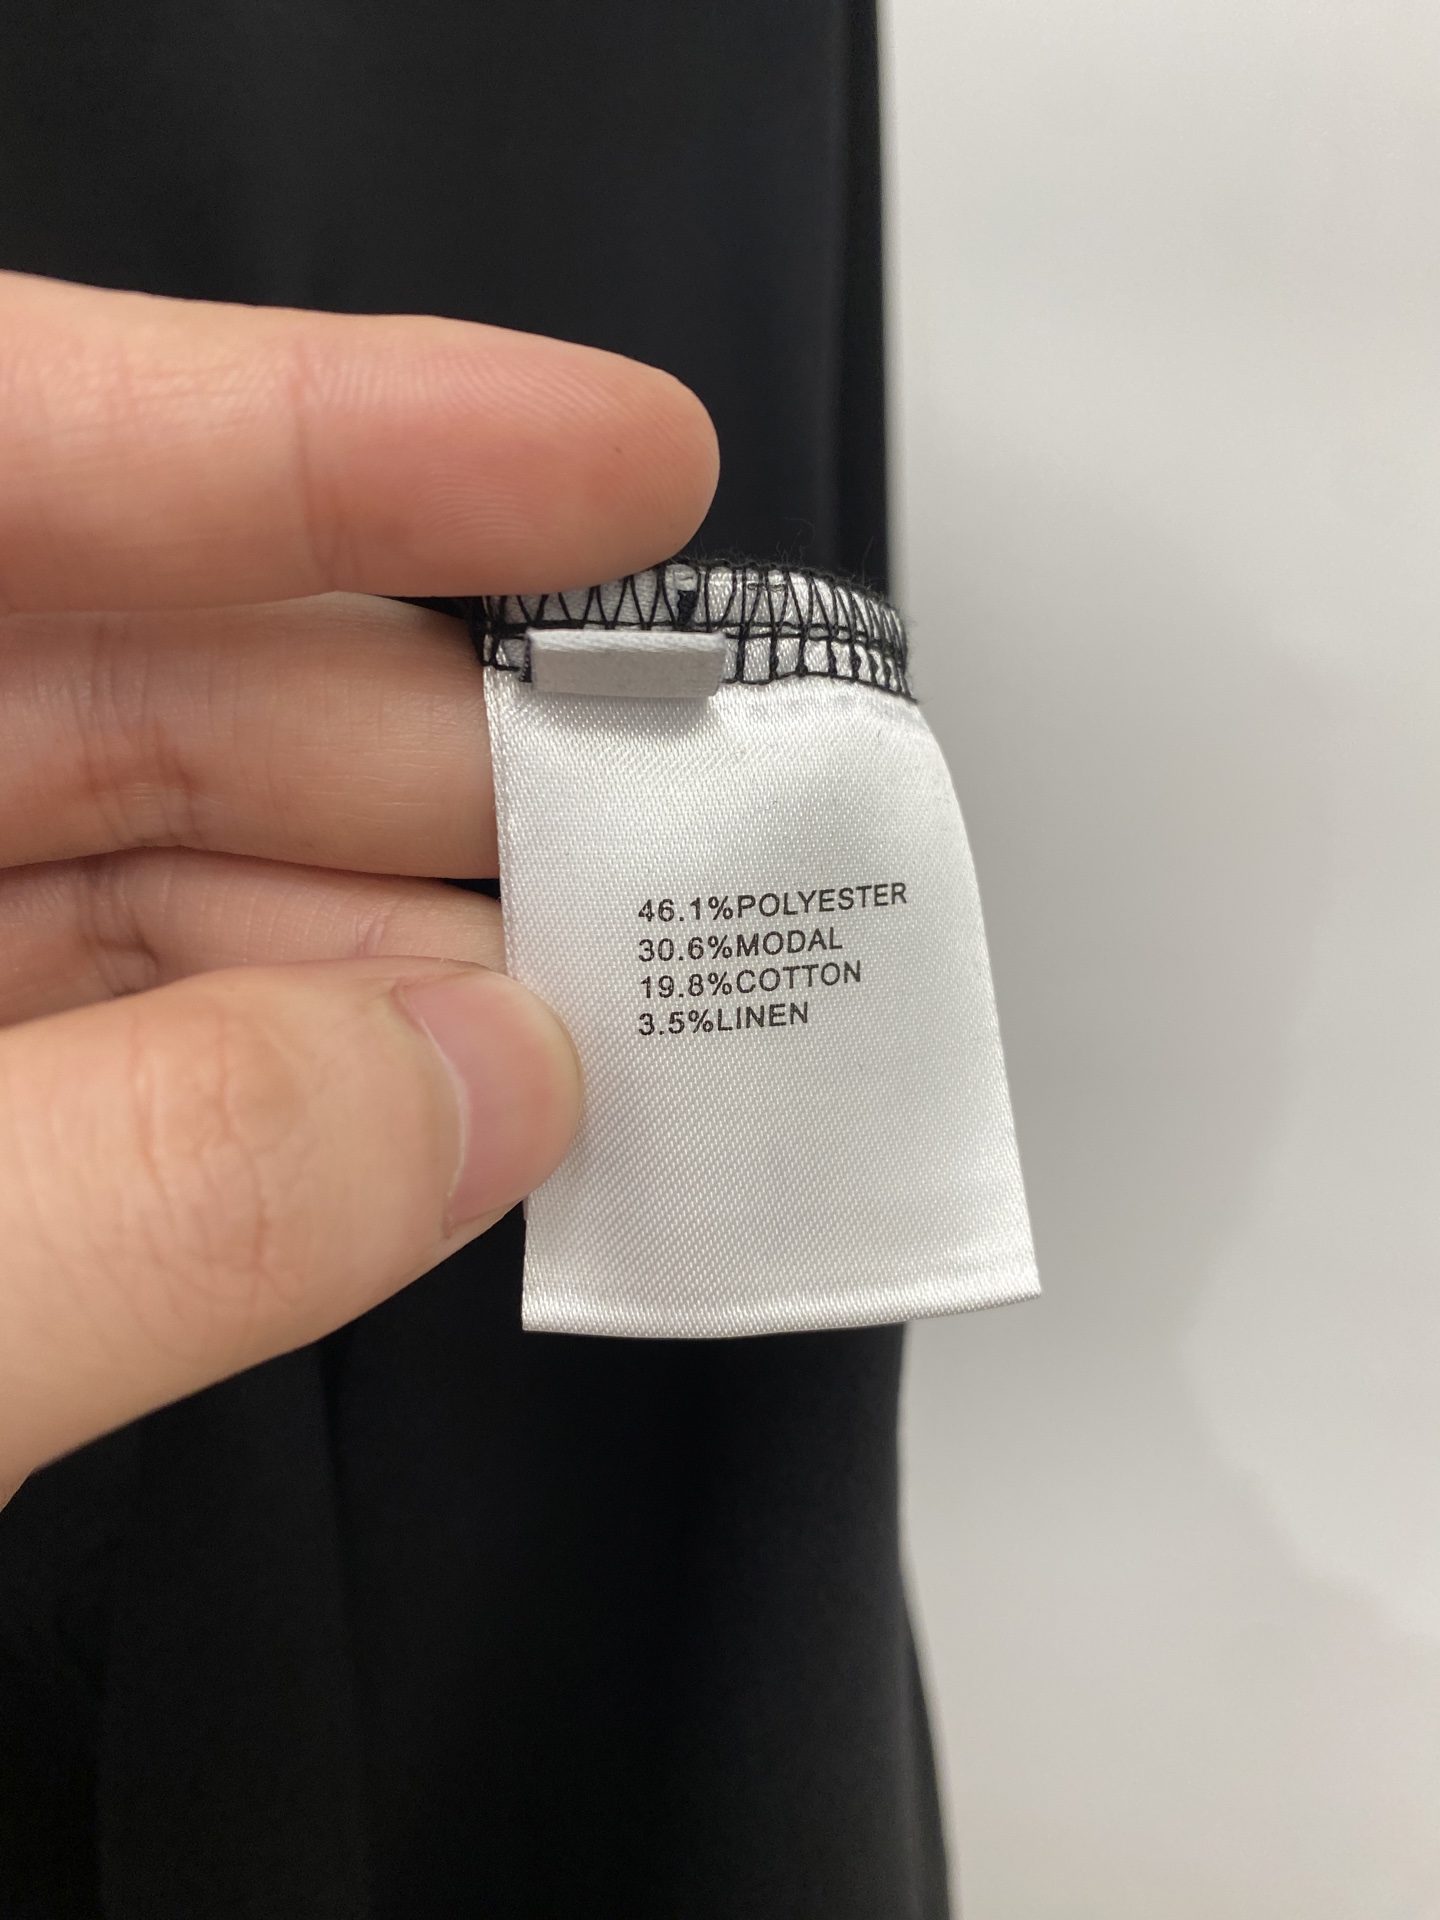 46.1%POLYESTER
30.6%MODAL
19.8%COTTON
3.5%LINEN